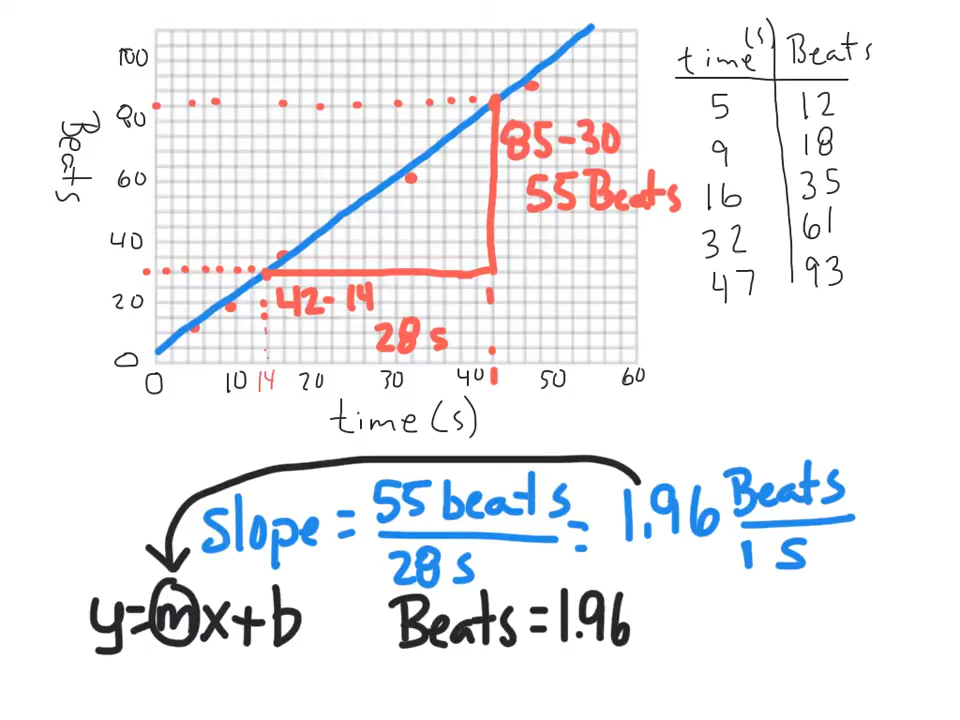 100
80
60
40
20
0
Beats
0 10 14 20 30 40 50 60
time (s)
85-30
55 Beats
42-14
28 s
time (s) Beats
5 12
9 18
16 35
32 61
47 93
Slope = 55 beats / 28 s = 1.96 Beats / 1 s
y=mx+b Beats = 1.96